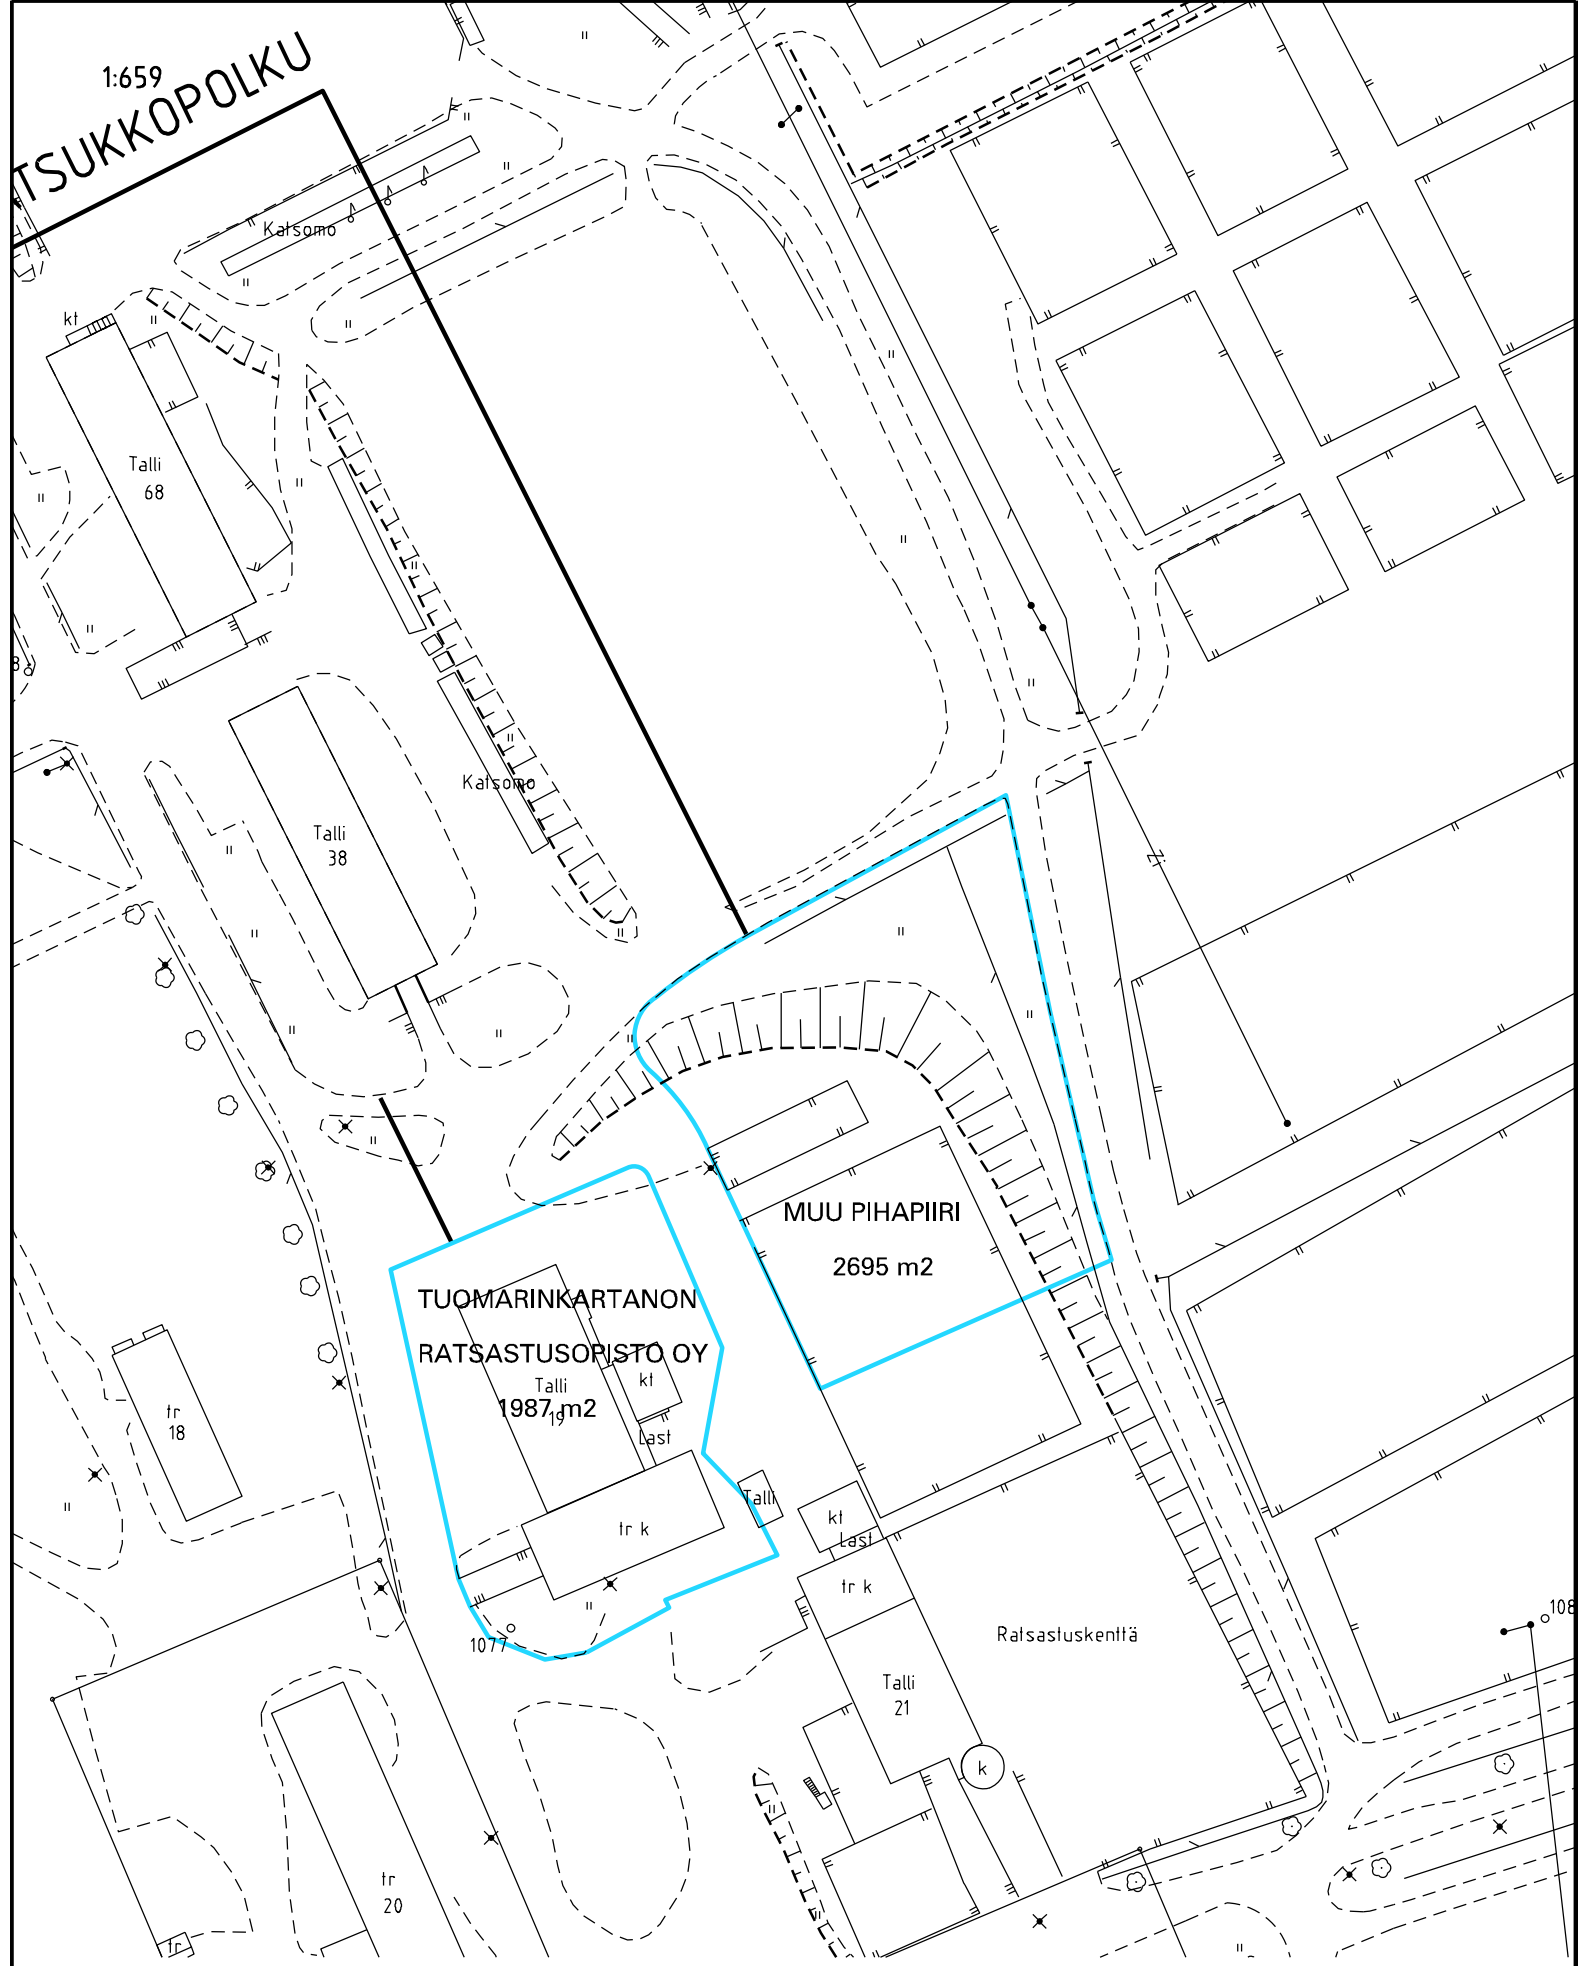 1:659
TSUKKOPOLKU
Katsomo
kt
Talli
68
8
Katsomo
Talli
38
MUU PIHAPIIRI
2695 m2
TUOMARINKARTANON
RATSASTUSOPISTO OY
Talli
19
1987 m2
kt
Last
tr
18
Talli
kt
Last
tr k
tr k
108
1077
Ratsastuskenttä
Talli
21
k
tr
20
tr